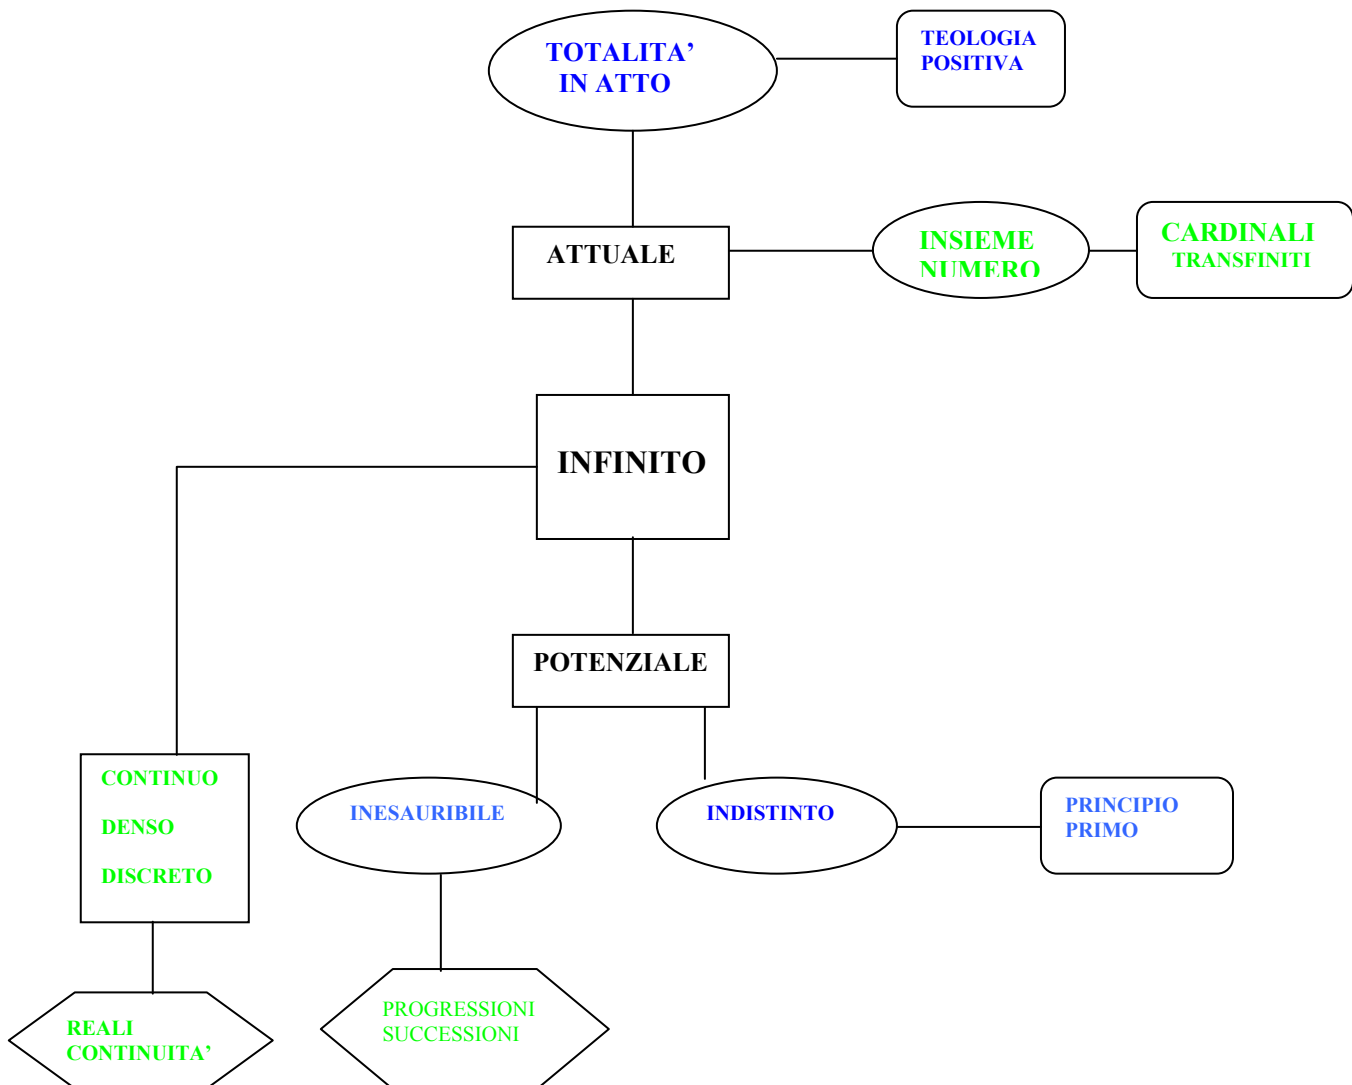 TOTALITA’
IN ATTO
TEOLOGIA
POSITIVA
ATTUALE
INSIEME
NUMERO
CARDINALI
TRANSFINITI
INFINITO
POTENZIALE
CONTINUO
DENSO
DISCRETO
INESAURIBILE
INDISTINTO
PRINCIPIO
PRIMO
REALI
CONTINUITA’
PROGRESSIONI
SUCCESSIONI